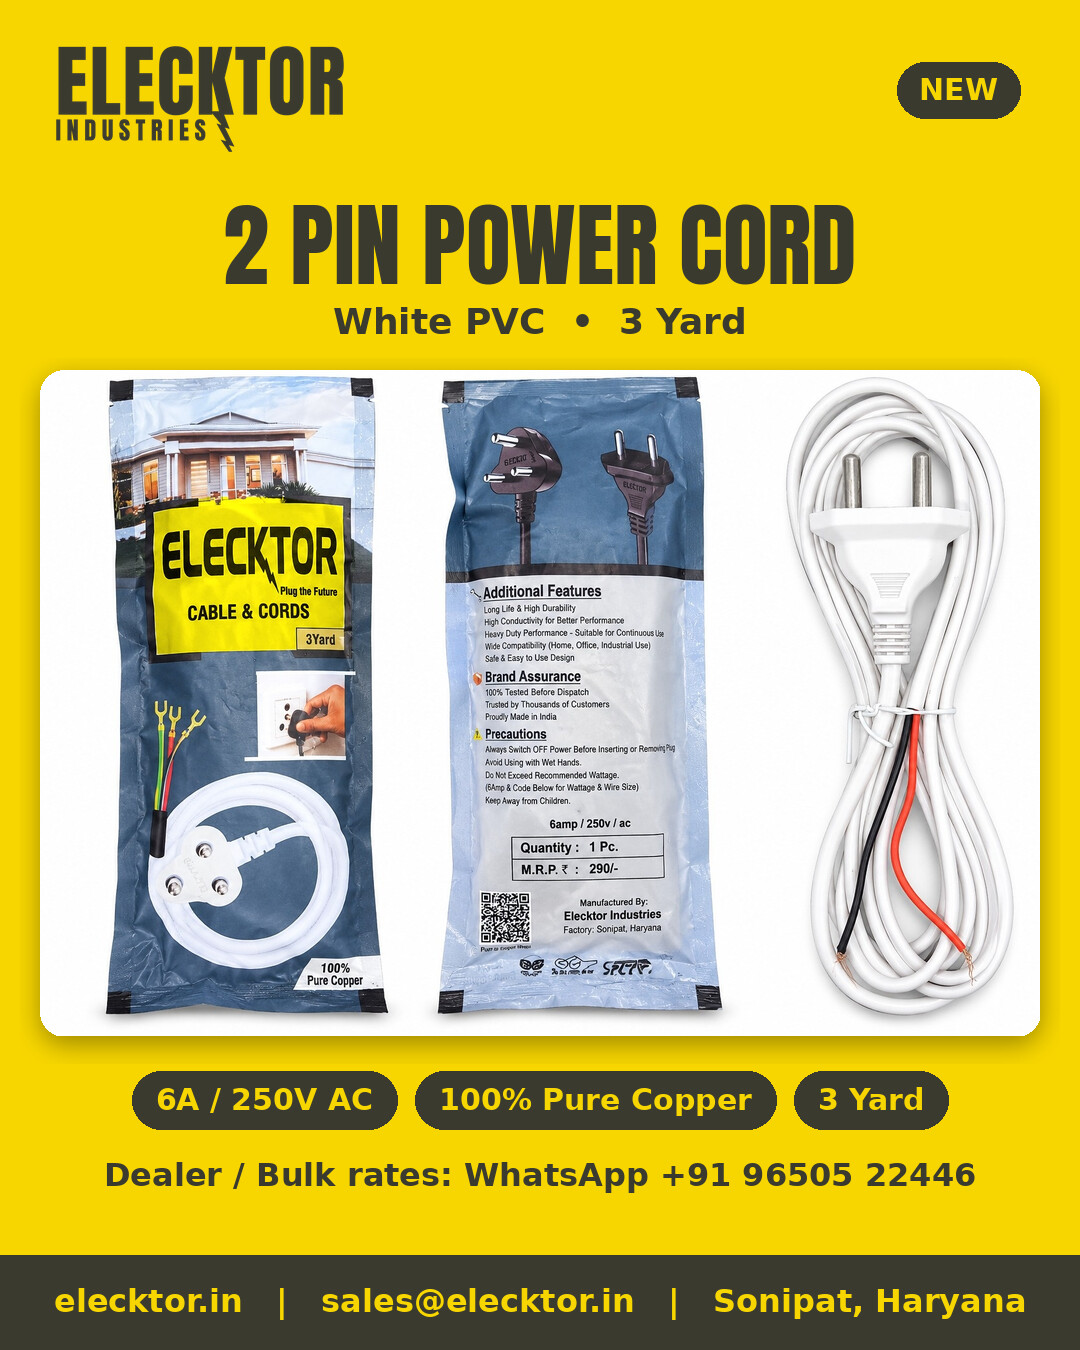 ELECKTOR
INDUSTRIES
NEW
2 PIN POWER CORD
White PVC • 3 Yard
ELECKTOR
Plug the Future
CABLE & CORDS
3Yard
100%
Pure Copper
ELECTOR
Additional Features
Long Life & High Durability
High Conductivity for Better Performance
Heavy Duty Performance - Suitable for Continuous Use
Wide Compatibility (Home, Office, Industrial Use)
Safe & Easy to Use Design
Brand Assurance
100% Tested Before Dispatch
Trusted by Thousands of Customers
Proudly Made in India
Precautions
Always Switch OFF Power Before Inserting or Removing Plug
Avoid Using with Wet Hands.
Do Not Exceed Recommended Wattage.
(6Amp & Code Below for Wattage & Wire Size)
Keep Away from Children.
6amp / 250v / ac
Quantity : 1 Pc.
M.R.P. ₹ : 290/-
Manufactured By:
Elecktor Industries
Factory: Sonipat, Haryana
6A / 250V AC
100% Pure Copper
3 Yard
Dealer / Bulk rates: WhatsApp +91 96505 22446
elecktor.in | sales@elecktor.in | Sonipat, Haryana